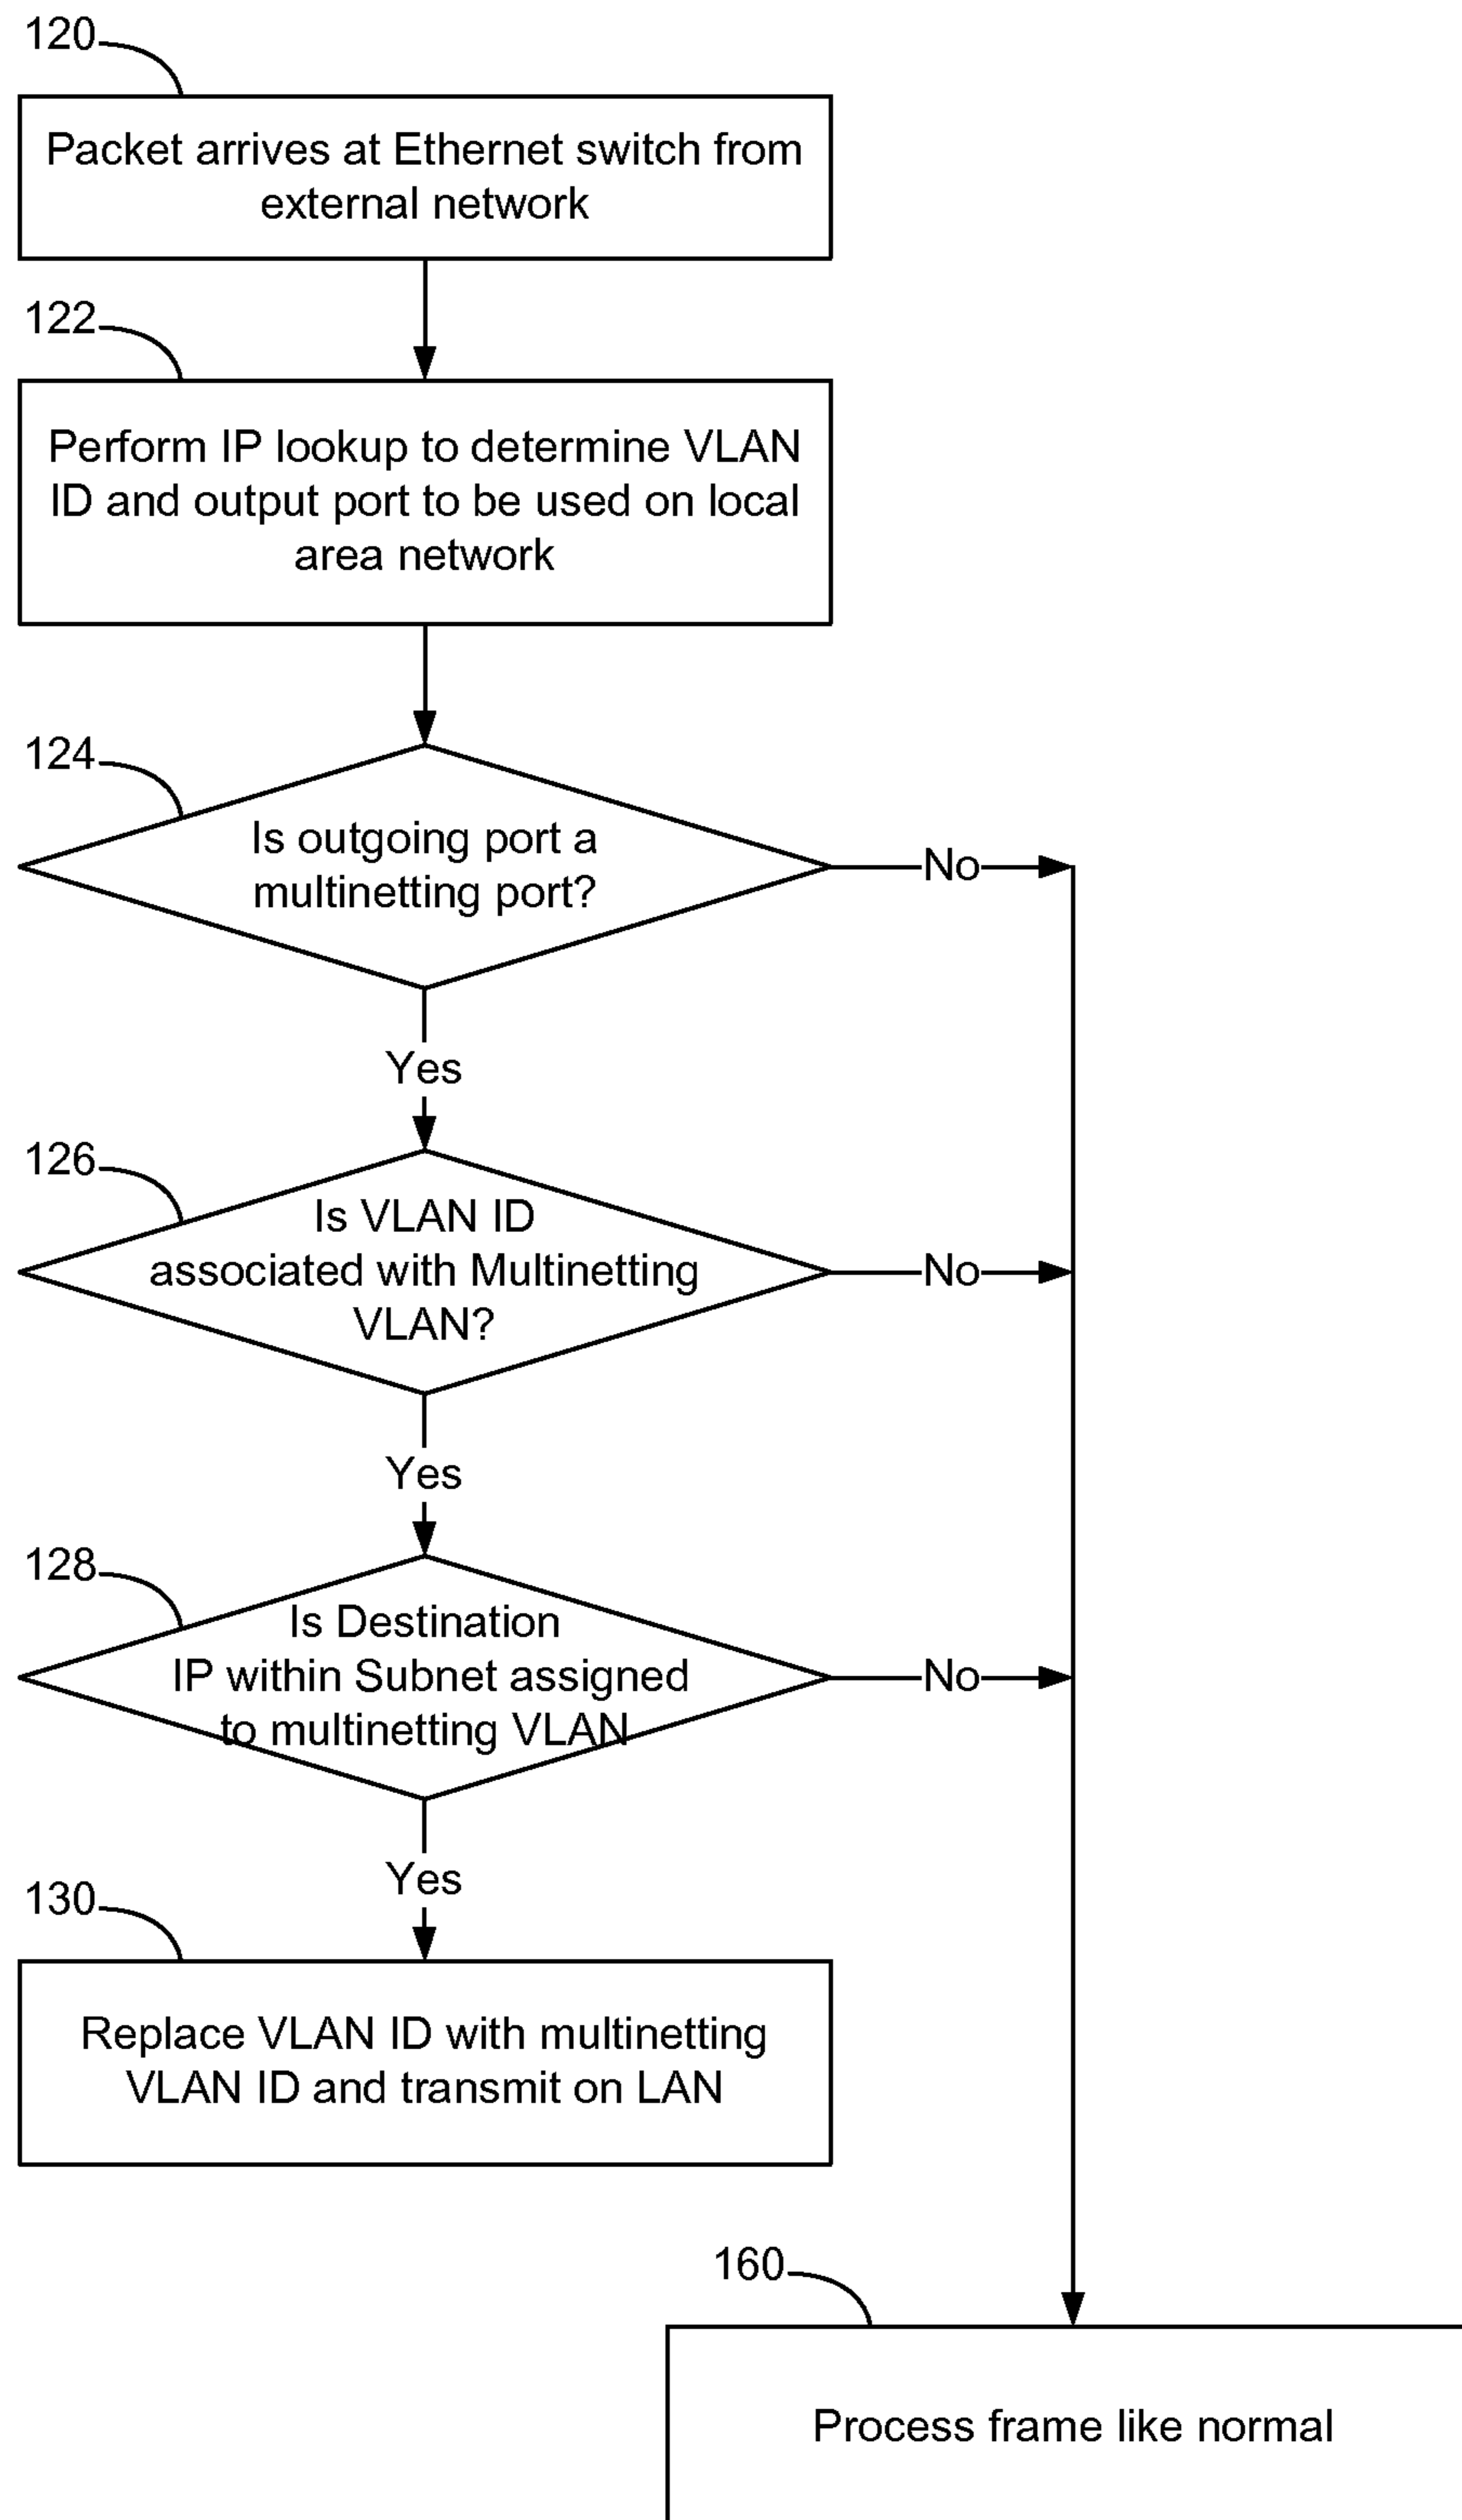 120
Packet arrives at Ethernet switch from
external network
122
Perform IP lookup to determine VLAN
ID and output port to be used on local
area network
124
Is outgoing port a
multinetting port?
No
Yes
126
Is VLAN ID
associated with Multinetting
VLAN?
No
Yes
128
Is Destination
IP within Subnet assigned
to multinetting VLAN
No
Yes
130
Replace VLAN ID with multinetting
VLAN ID and transmit on LAN
160
Process frame like normal